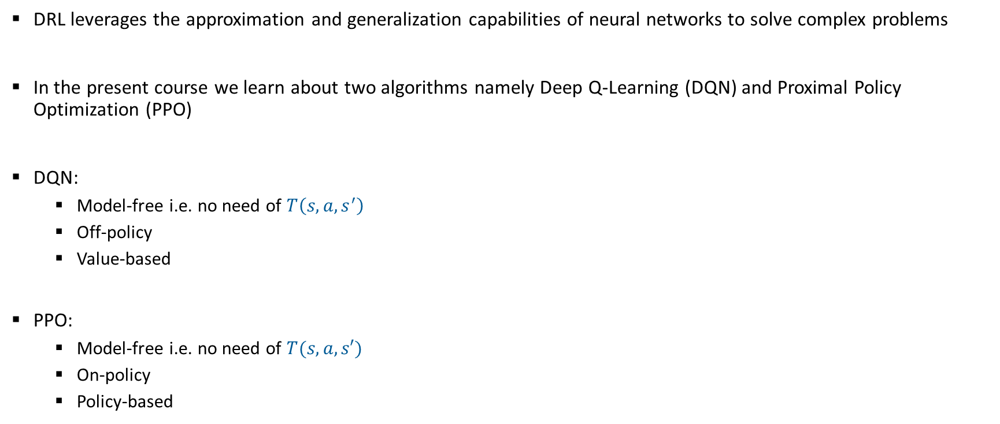 ▪ DRL leverages the approximation and generalization capabilities of neural networks to solve complex problems
▪ In the present course we learn about two algorithms namely Deep Q-Learning (DQN) and Proximal Policy
Optimization (PPO)
▪ DQN:
▪ Model-free i.e. no need of T(s, a, s′)
▪ Off-policy
▪ Value-based
▪ PPO:
▪ Model-free i.e. no need of T(s, a, s′)
▪ On-policy
▪ Policy-based